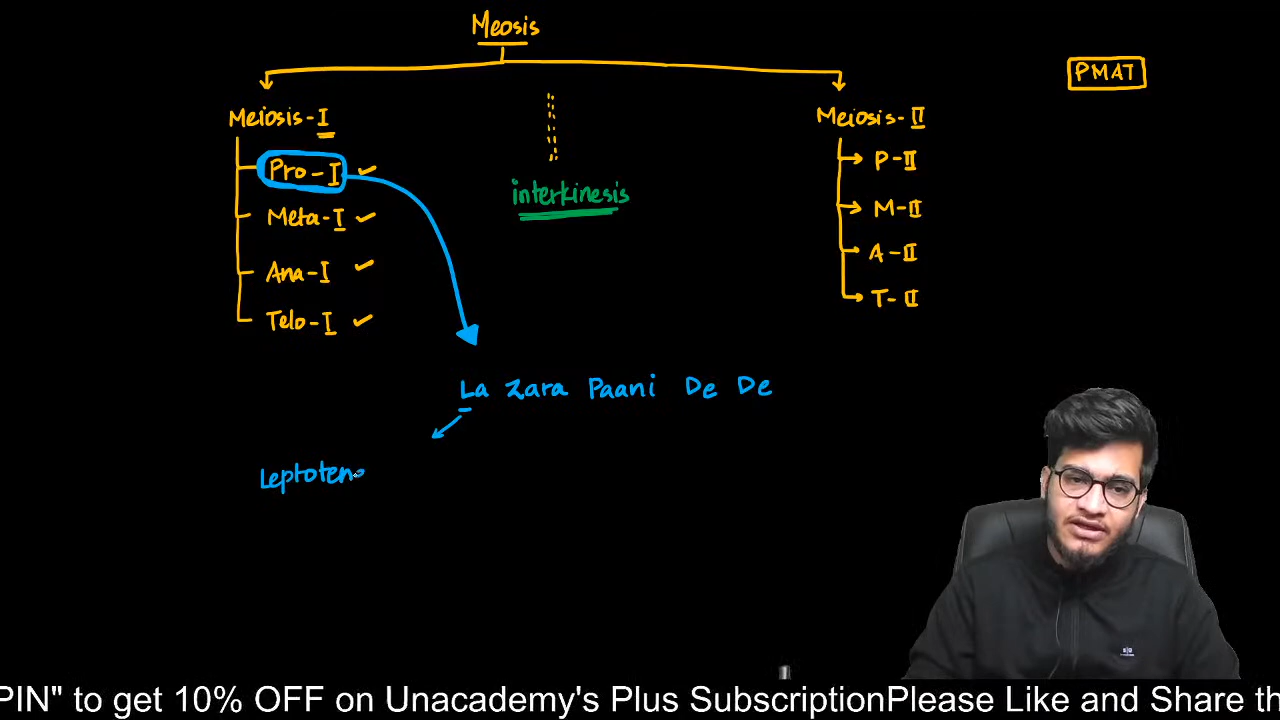 Meosis
PMAT
Meiosis-I
Meiosis-II
Pro-I
P-II
interkinesis
Meta-I
M-II
Ana-I
A-II
Telo-I
T-II
La Zara Paani De De
Leptoten
PIN" to get 10% OFF on Unacademy's Plus SubscriptionPlease Like and Share th